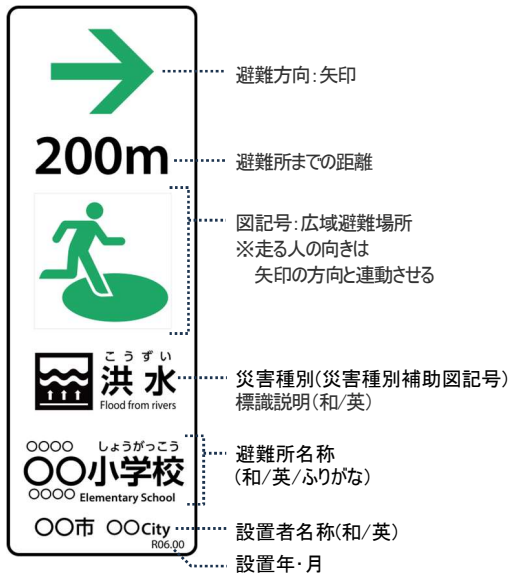 避難方向:矢印
200m
避難所までの距離
図記号:広域避難場所
※走る人の向きは
矢印の方向と連動させる
こうずい
洪水
Flood from rivers
災害種別(災害種別補助図記号)
標識説明(和/英)
○○○○ しょうがっこう
○○小学校
○○○○ Elementary School
避難所名称
(和/英/ふりがな)
○○市 ○○City
設置者名称(和/英)
R06.00
設置年・月